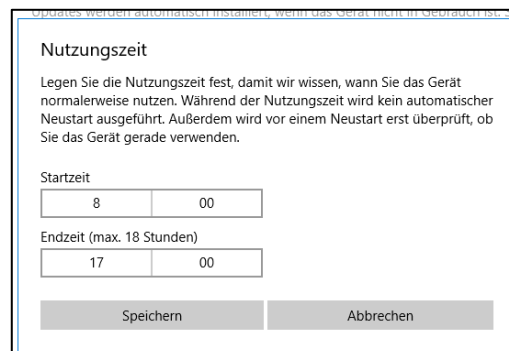 Updates werden automatisch installiert, wenn das Gerät nicht in Gebrauch ist. S
Nutzungszeit
Legen Sie die Nutzungszeit fest, damit wir wissen, wann Sie das Gerät
normalerweise nutzen. Während der Nutzungszeit wird kein automatischer
Neustart ausgeführt. Außerdem wird vor einem Neustart erst überprüft, ob
Sie das Gerät gerade verwenden.
Startzeit
8 00
Endzeit (max. 18 Stunden)
17 00
Speichern Abbrechen